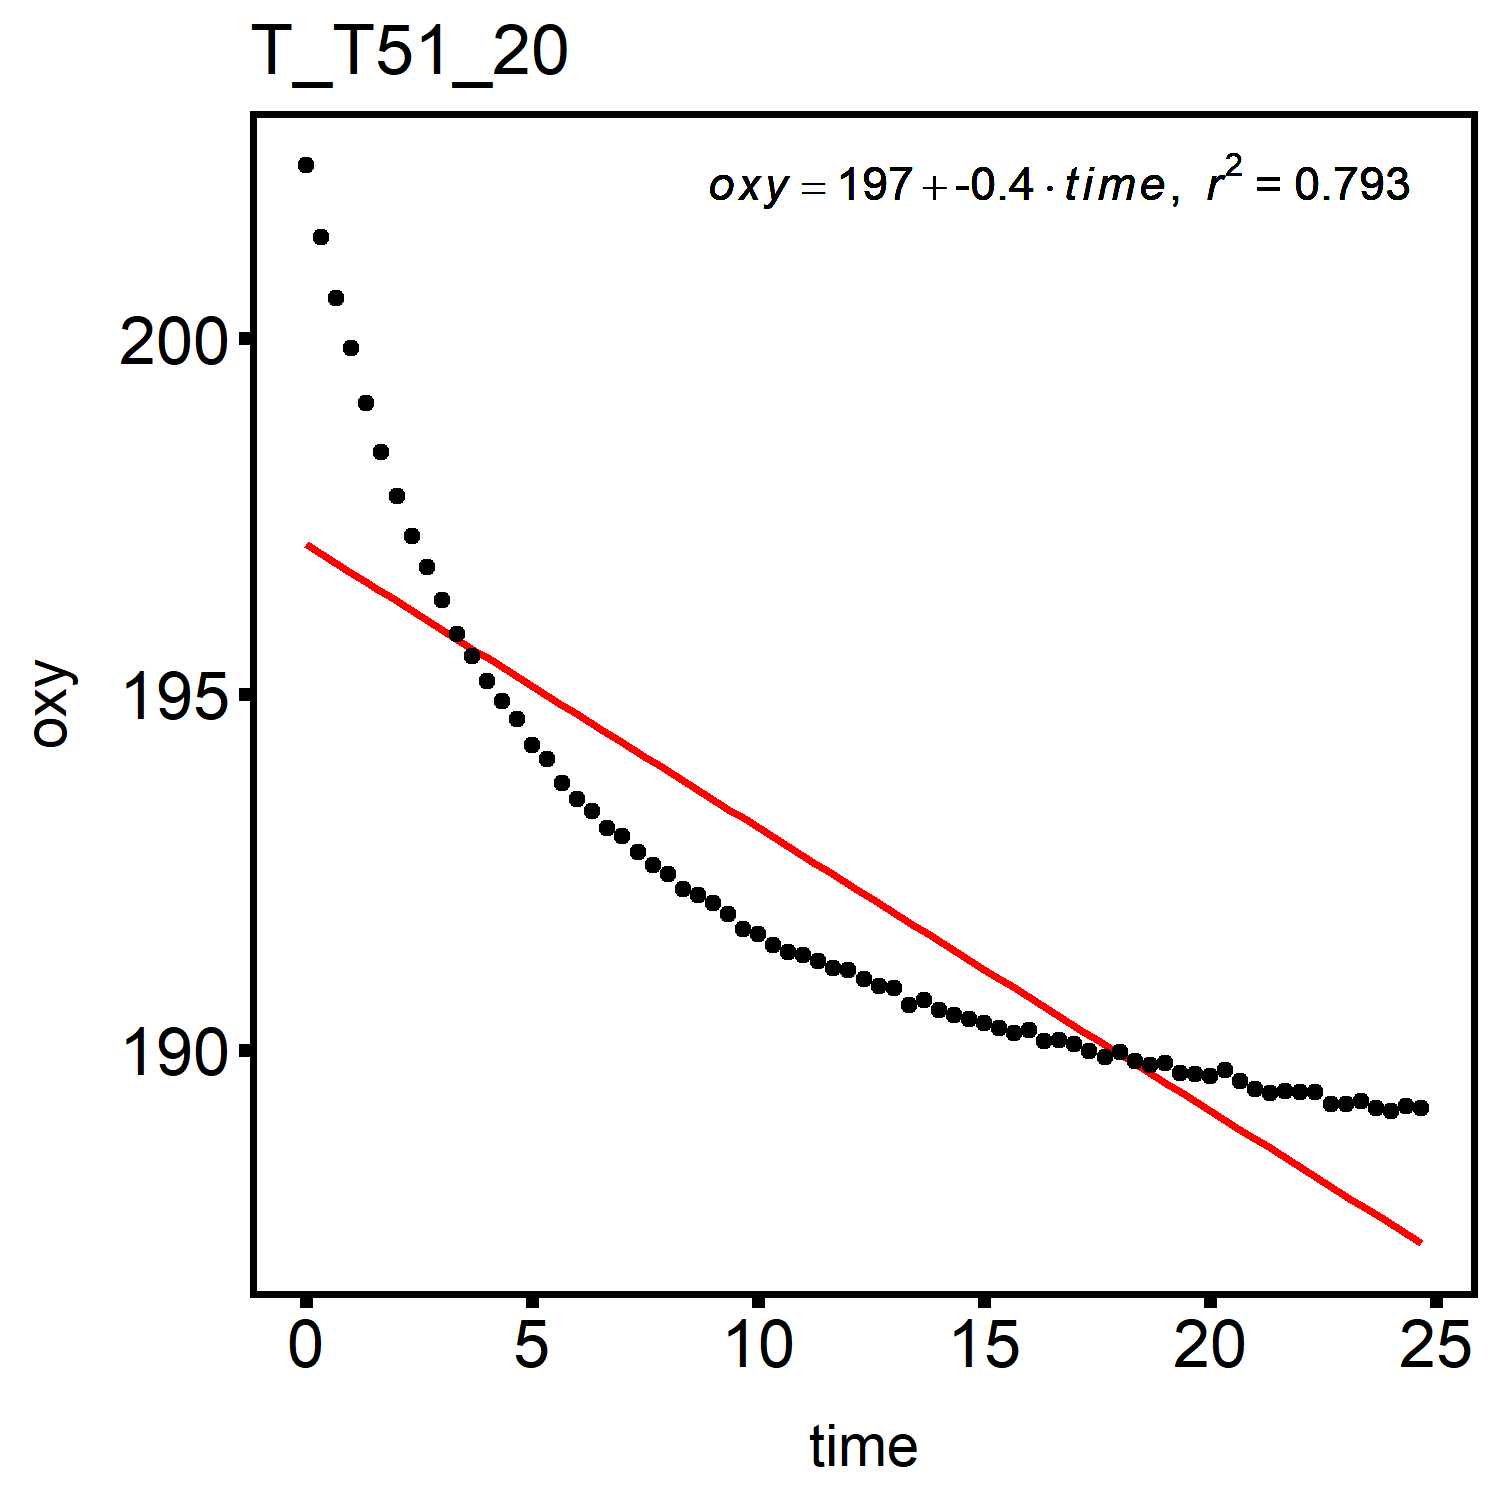 T_T51_20
oxy = 197 + -0.4 · time, r² = 0.793
200
195
190
oxy
0 5 10 15 20 25
time